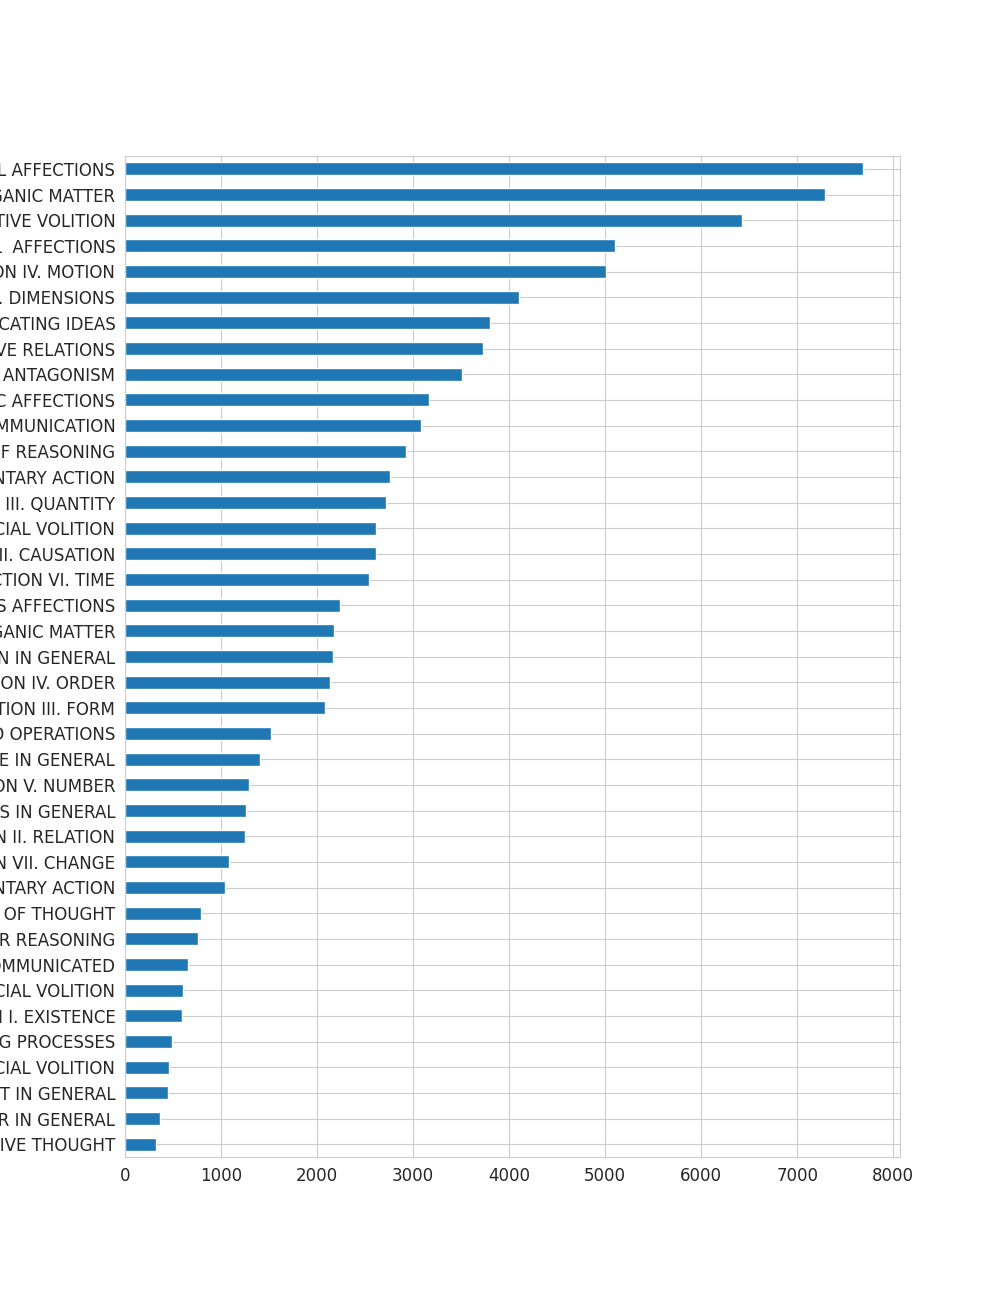 L AFFECTIONS
GANIC MATTER
TIVE VOLITION
L AFFECTIONS
ON IV. MOTION
. DIMENSIONS
CATING IDEAS
VE RELATIONS
ANTAGONISM
C AFFECTIONS
MMUNICATION
F REASONING
NTARY ACTION
III. QUANTITY
CIAL VOLITION
II. CAUSATION
CTION VI. TIME
S AFFECTIONS
GANIC MATTER
N IN GENERAL
ON IV. ORDER
TION III. FORM
D OPERATIONS
E IN GENERAL
ON V. NUMBER
S IN GENERAL
N II. RELATION
N VII. CHANGE
NTARY ACTION
OF THOUGHT
R REASONING
OMMUNICATED
CIAL VOLITION
N I. EXISTENCE
G PROCESSES
CIAL VOLITION
T IN GENERAL
R IN GENERAL
IVE THOUGHT
0 1000 2000 3000 4000 5000 6000 7000 8000